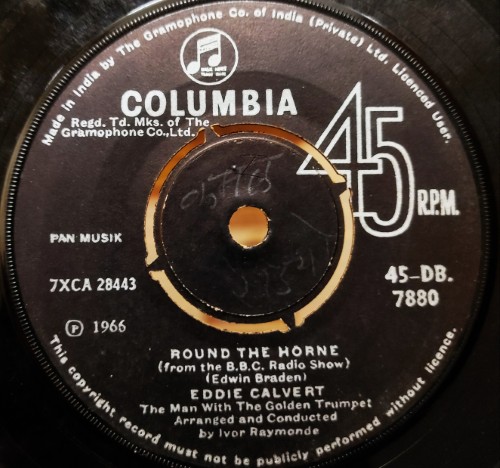 Made in India by The Gramophone Co. of India (Private) Ltd. Licenced User.
COLUMBIA
Regd. Td. Mks. of The
Gramophone Co., Ltd.
45 R.P.M.
PAN MUSIK
7XCA 28443
45-DB.
7880
Ⓟ 1966
ROUND THE HORNE
(from the B.B.C. Radio Show)
(Edwin Braden)
EDDIE CALVERT
The Man With The Golden Trumpet
Arranged and Conducted
by Ivor Raymonde
This copyright record must not be publicly performed without licence.